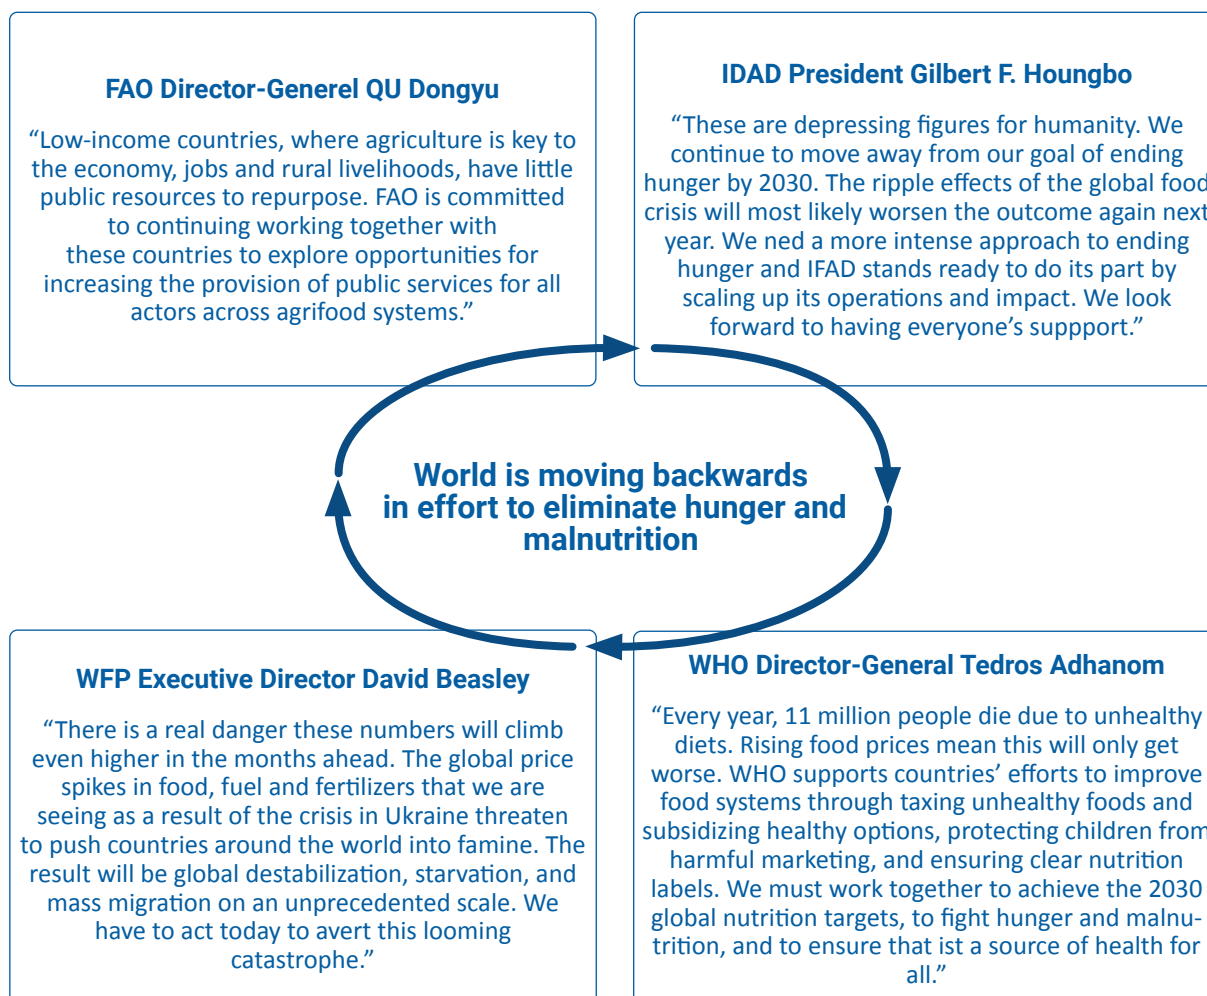 FAO Director-Generel QU Dongyu
“Low-income countries, where agriculture is key to
the economy, jobs and rural livelihoods, have little
public resources to repurpose. FAO is committed
to continuing working together with
these countries to explore opportunities for
increasing the provision of public services for all
actors across agrifood systems.”
IDAD President Gilbert F. Houngbo
“These are depressing figures for humanity. We
continue to move away from our goal of ending
hunger by 2030. The ripple effects of the global food
crisis will most likely worsen the outcome again next
year. We ned a more intense approach to ending
hunger and IFAD stands ready to do its part by
scaling up its operations and impact. We look
forward to having everyone’s suppport.”
World is moving backwards
in effort to eliminate hunger and
malnutrition
WFP Executive Director David Beasley
“There is a real danger these numbers will climb
even higher in the months ahead. The global price
spikes in food, fuel and fertilizers that we are
seeing as a result of the crisis in Ukraine threaten
to push countries around the world into famine. The
result will be global destabilization, starvation, and
mass migration on an unprecedented scale. We
have to act today to avert this looming
catastrophe.”
WHO Director-General Tedros Adhanom
“Every year, 11 million people die due to unhealthy
diets. Rising food prices mean this will only get
worse. WHO supports countries’ efforts to improve
food systems through taxing unhealthy foods and
subsidizing healthy options, protecting children from
harmful marketing, and ensuring clear nutrition
labels. We must work together to achieve the 2030
global nutrition targets, to fight hunger and malnu-
trition, and to ensure that ist a source of health for
all.”